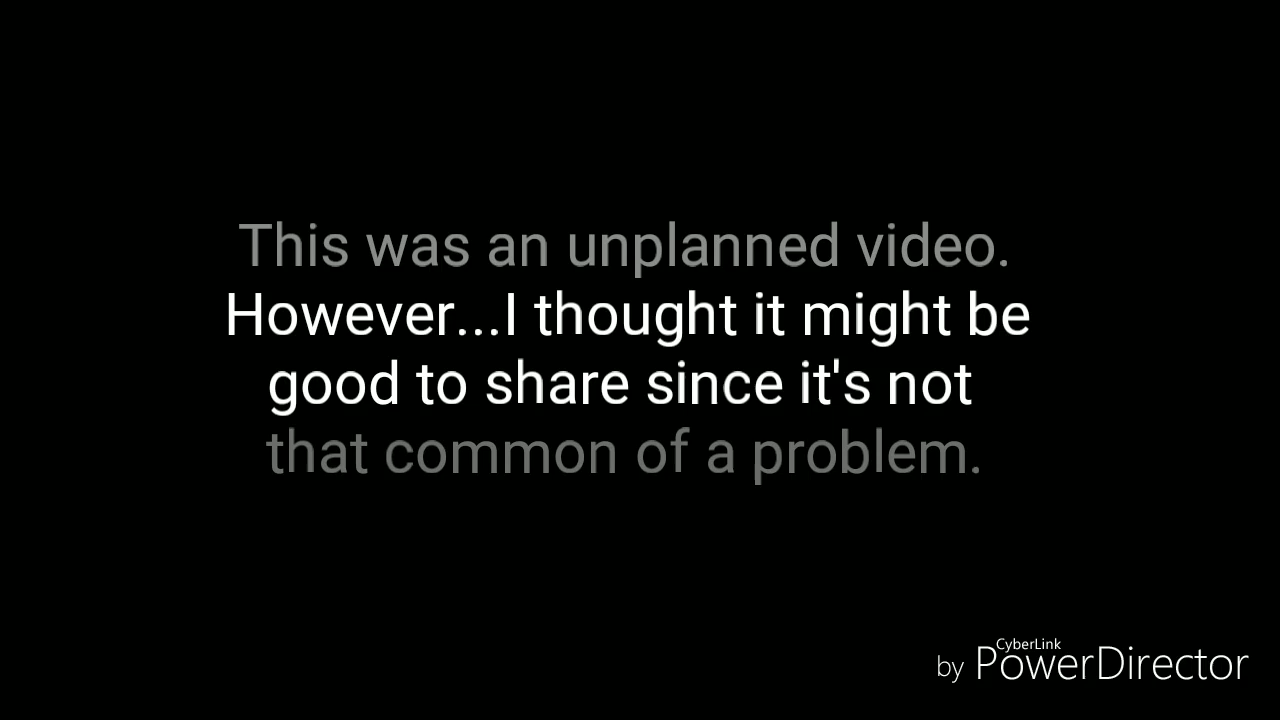 This was an unplanned video.
However...I thought it might be
good to share since it's not
that common of a problem.
CyberLink
by PowerDirector